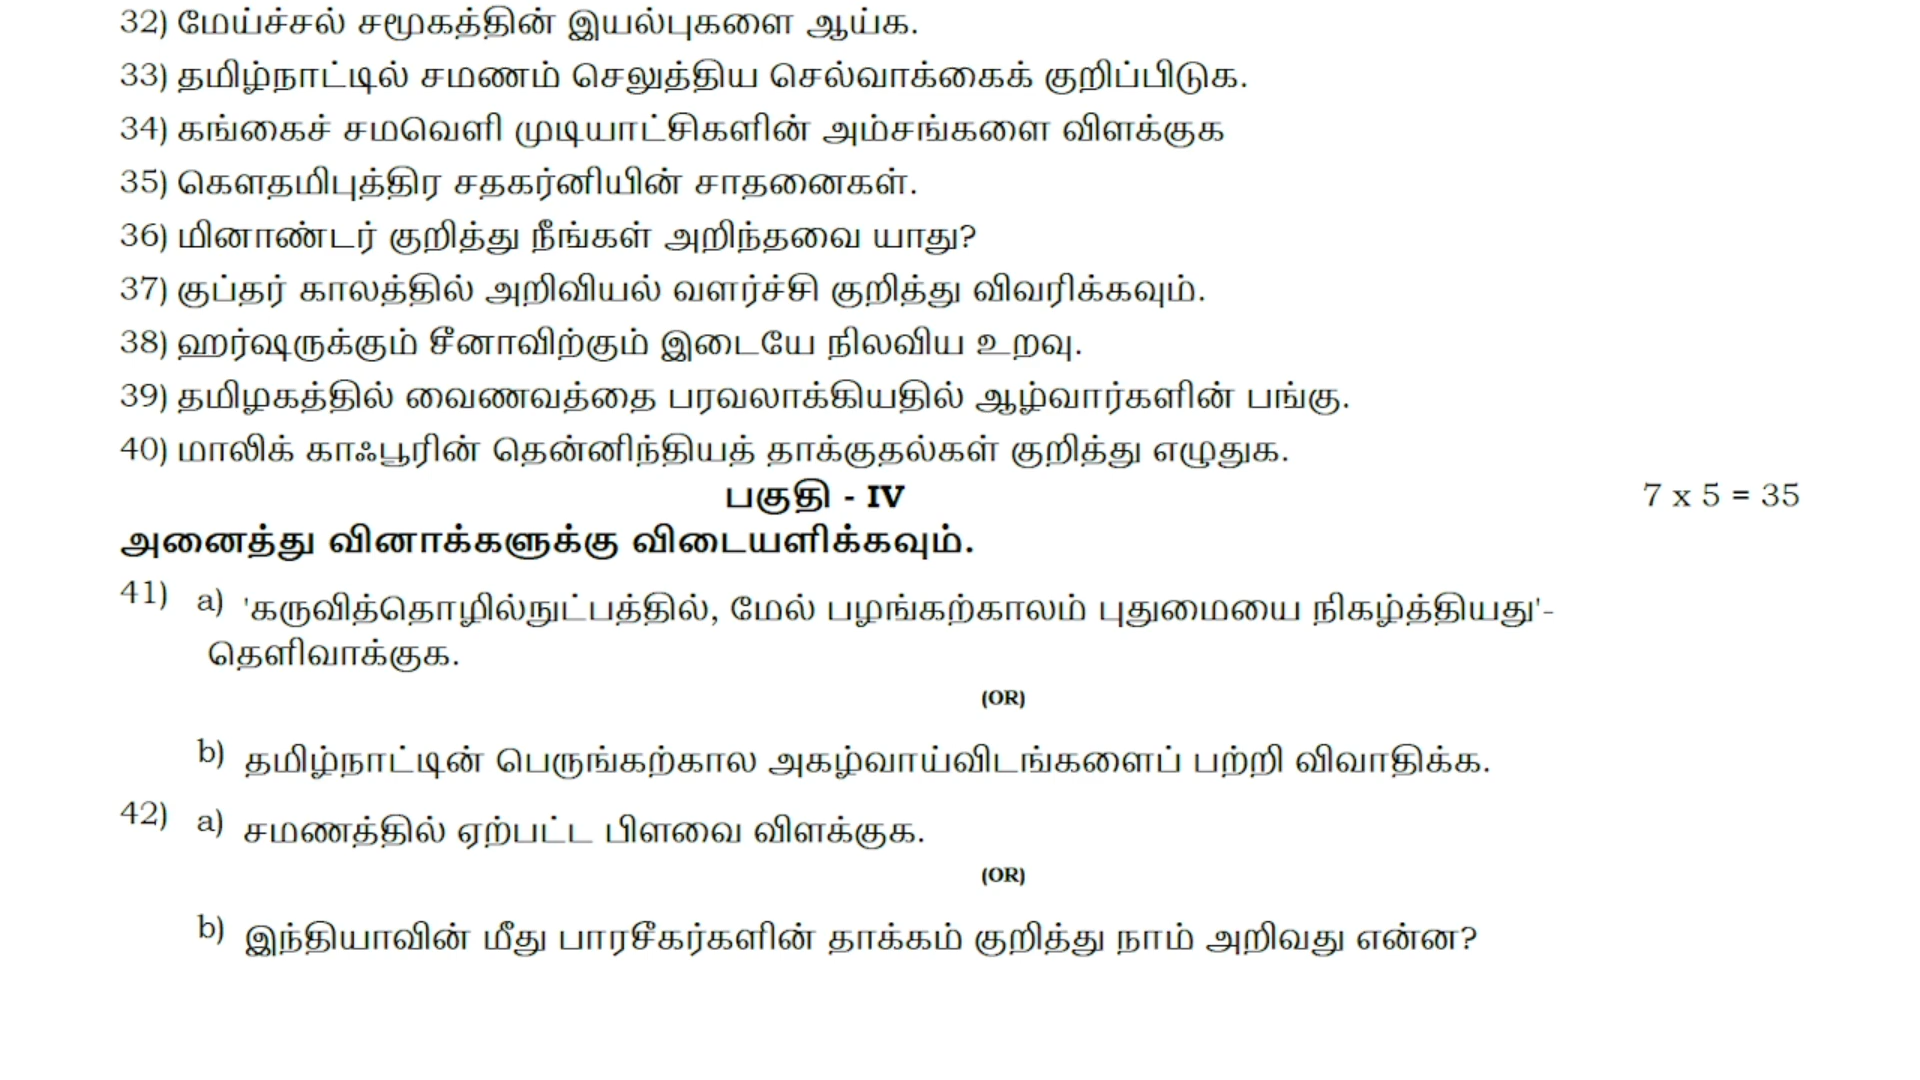 32) மேய்ச்சல் சமூகத்தின் இயல்புகளை ஆய்க.
33) தமிழ்நாட்டில் சமணம் செலுத்திய செல்வாக்கைக் குறிப்பிடுக.
34) கங்கைச் சமவெளி முடியாட்சிகளின் அம்சங்களை விளக்குக
35) கௌதமிபுத்திர சதகர்னியின் சாதனைகள்.
36) மினாண்டர் குறித்து நீங்கள் அறிந்தவை யாது?
37) குப்தர் காலத்தில் அறிவியல் வளர்ச்சி குறித்து விவரிக்கவும்.
38) ஹர்ஷருக்கும் சீனாவிற்கும் இடையே நிலவிய உறவு.
39) தமிழகத்தில் வைணவத்தை பரவலாக்கியதில் ஆழ்வார்களின் பங்கு.
40) மாலிக் காஃபூரின் தென்னிந்தியத் தாக்குதல்கள் குறித்து எழுதுக.
பகுதி - IV 7 x 5 = 35
அனைத்து வினாக்களுக்கு விடையளிக்கவும்.
41) a) 'கருவித்தொழில்நுட்பத்தில், மேல் பழங்கற்காலம் புதுமையை நிகழ்த்தியது'-
தெளிவாக்குக.
(OR)
b) தமிழ்நாட்டின் பெருங்கற்கால அகழ்வாய்விடங்களைப் பற்றி விவாதிக்க.
42) a) சமணத்தில் ஏற்பட்ட பிளவை விளக்குக.
(OR)
b) இந்தியாவின் மீது பாரசீகர்களின் தாக்கம் குறித்து நாம் அறிவது என்ன?